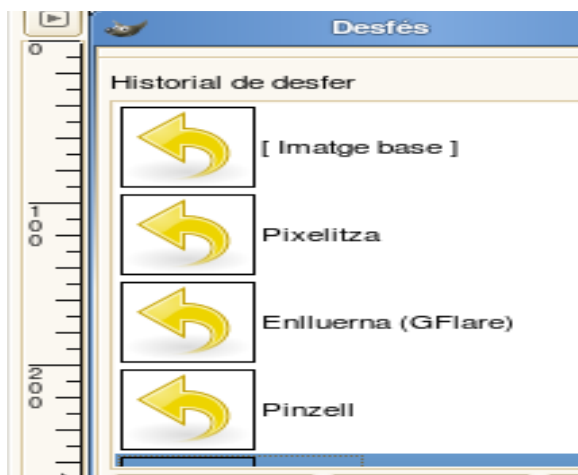 Desfés
0
Historial de desfer
[ Imatge base ]
100
Pixelitza
Enlluerna (GFlare)
200
Pinzell